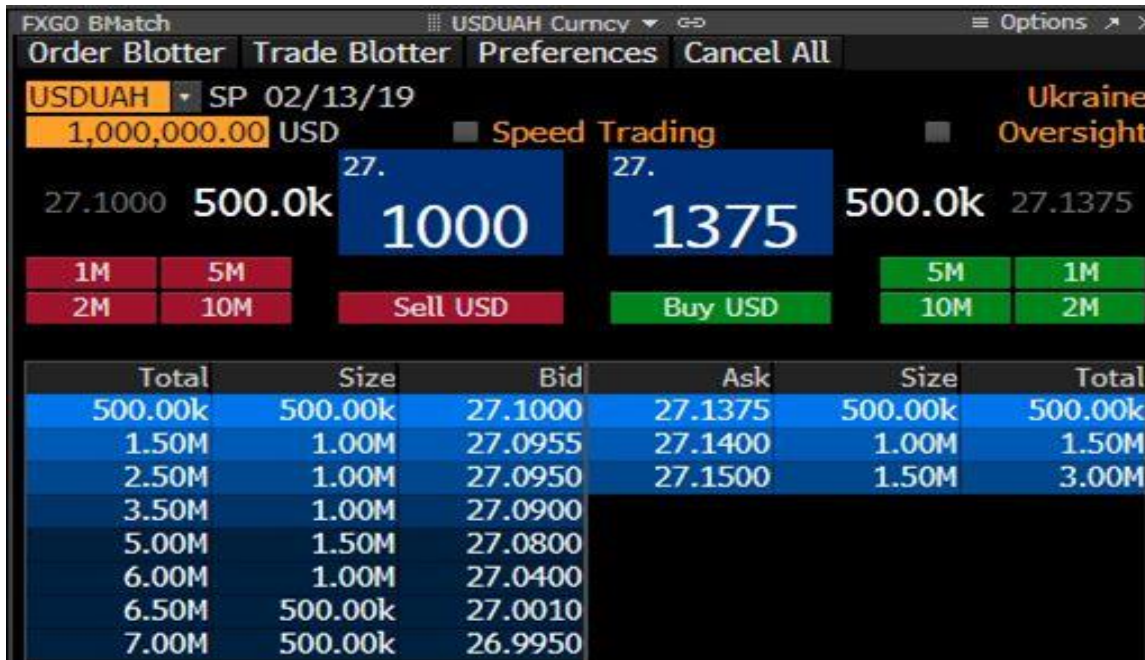 FXGO BMatch USDUAH Curncy Options
Order Blotter Trade Blotter Preferences Cancel All
USDUAH SP 02/13/19 Ukraine
1,000,000.00 USD Speed Trading Oversight
27. 27.
27.1000 500.0k 1000 1375 500.0k 27.1375
1M 5M 5M 1M
2M 10M Sell USD Buy USD 10M 2M
Total Size Bid Ask Size Total
500.00k 500.00k 27.1000 27.1375 500.00k 500.00k
1.50M 1.00M 27.0955 27.1400 1.00M 1.50M
2.50M 1.00M 27.0950 27.1500 1.50M 3.00M
3.50M 1.00M 27.0900
5.00M 1.50M 27.0800
6.00M 1.00M 27.0400
6.50M 500.00k 27.0010
7.00M 500.00k 26.9950